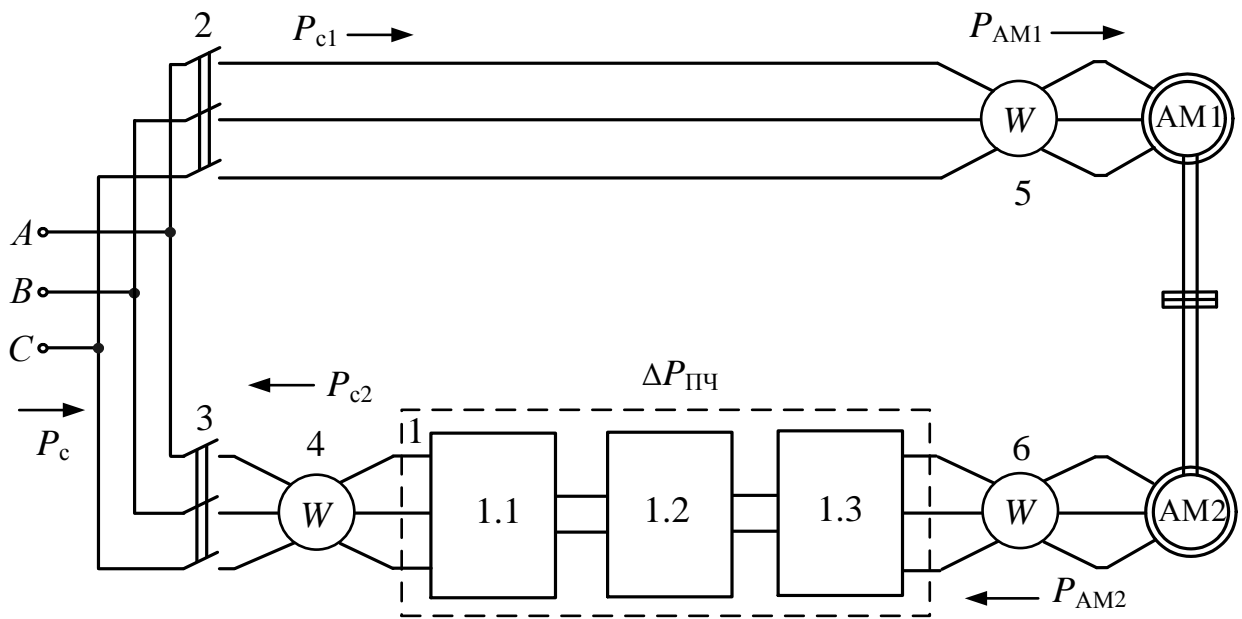 2
P_c1
P_AM1
W
AM1
5
A
B
C
P_c
P_c2
ΔP_ПЧ
3
4
1
6
W
1.1
1.2
1.3
W
AM2
P_AM2